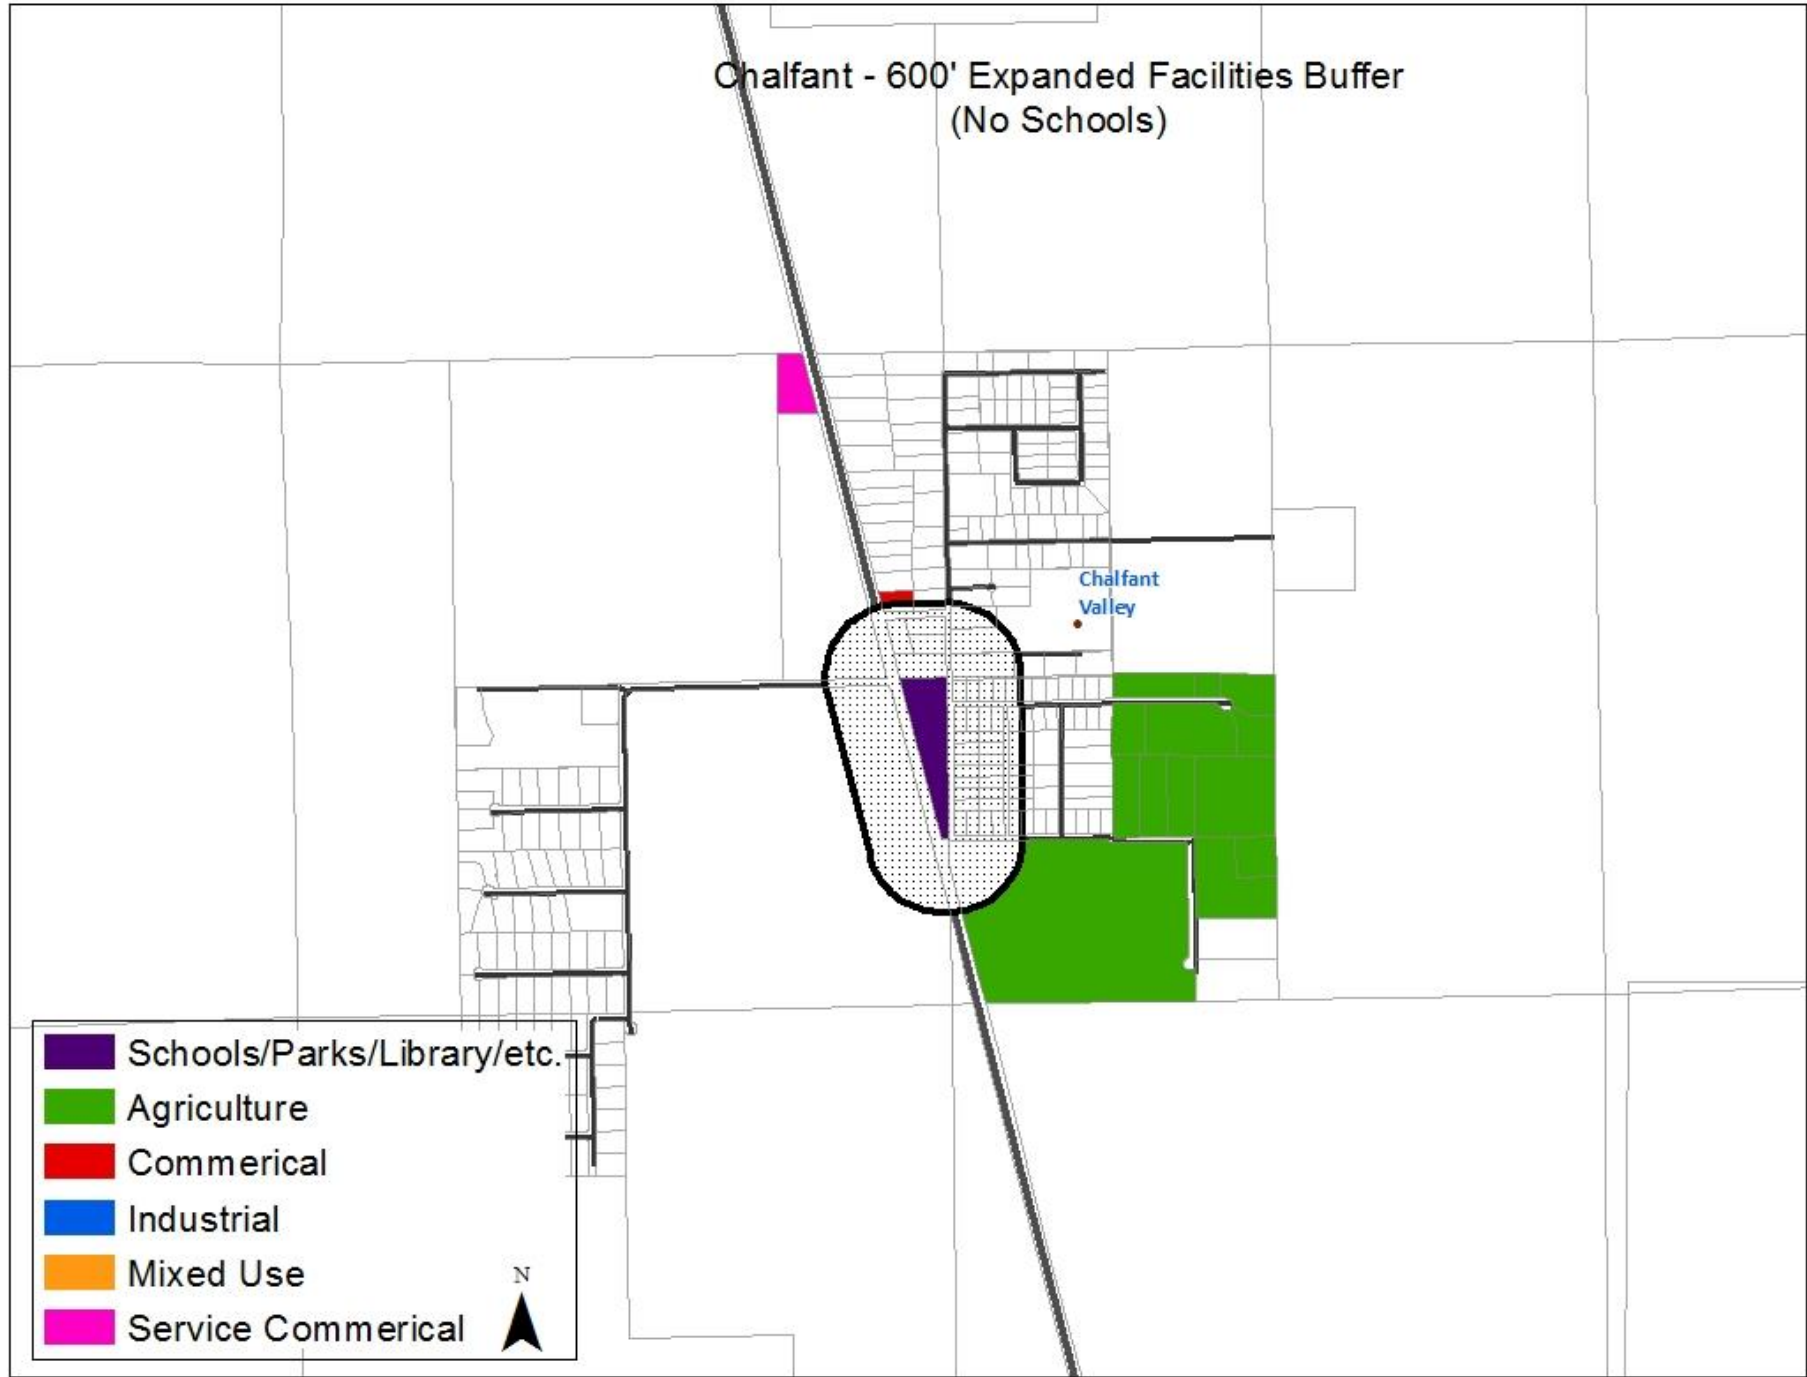 Chalfant - 600' Expanded Facilities Buffer
(No Schools)
Chalfant
Valley
Schools/Parks/Library/etc.
Agriculture
Commerical
Industrial
Mixed Use
Service Commerical
N